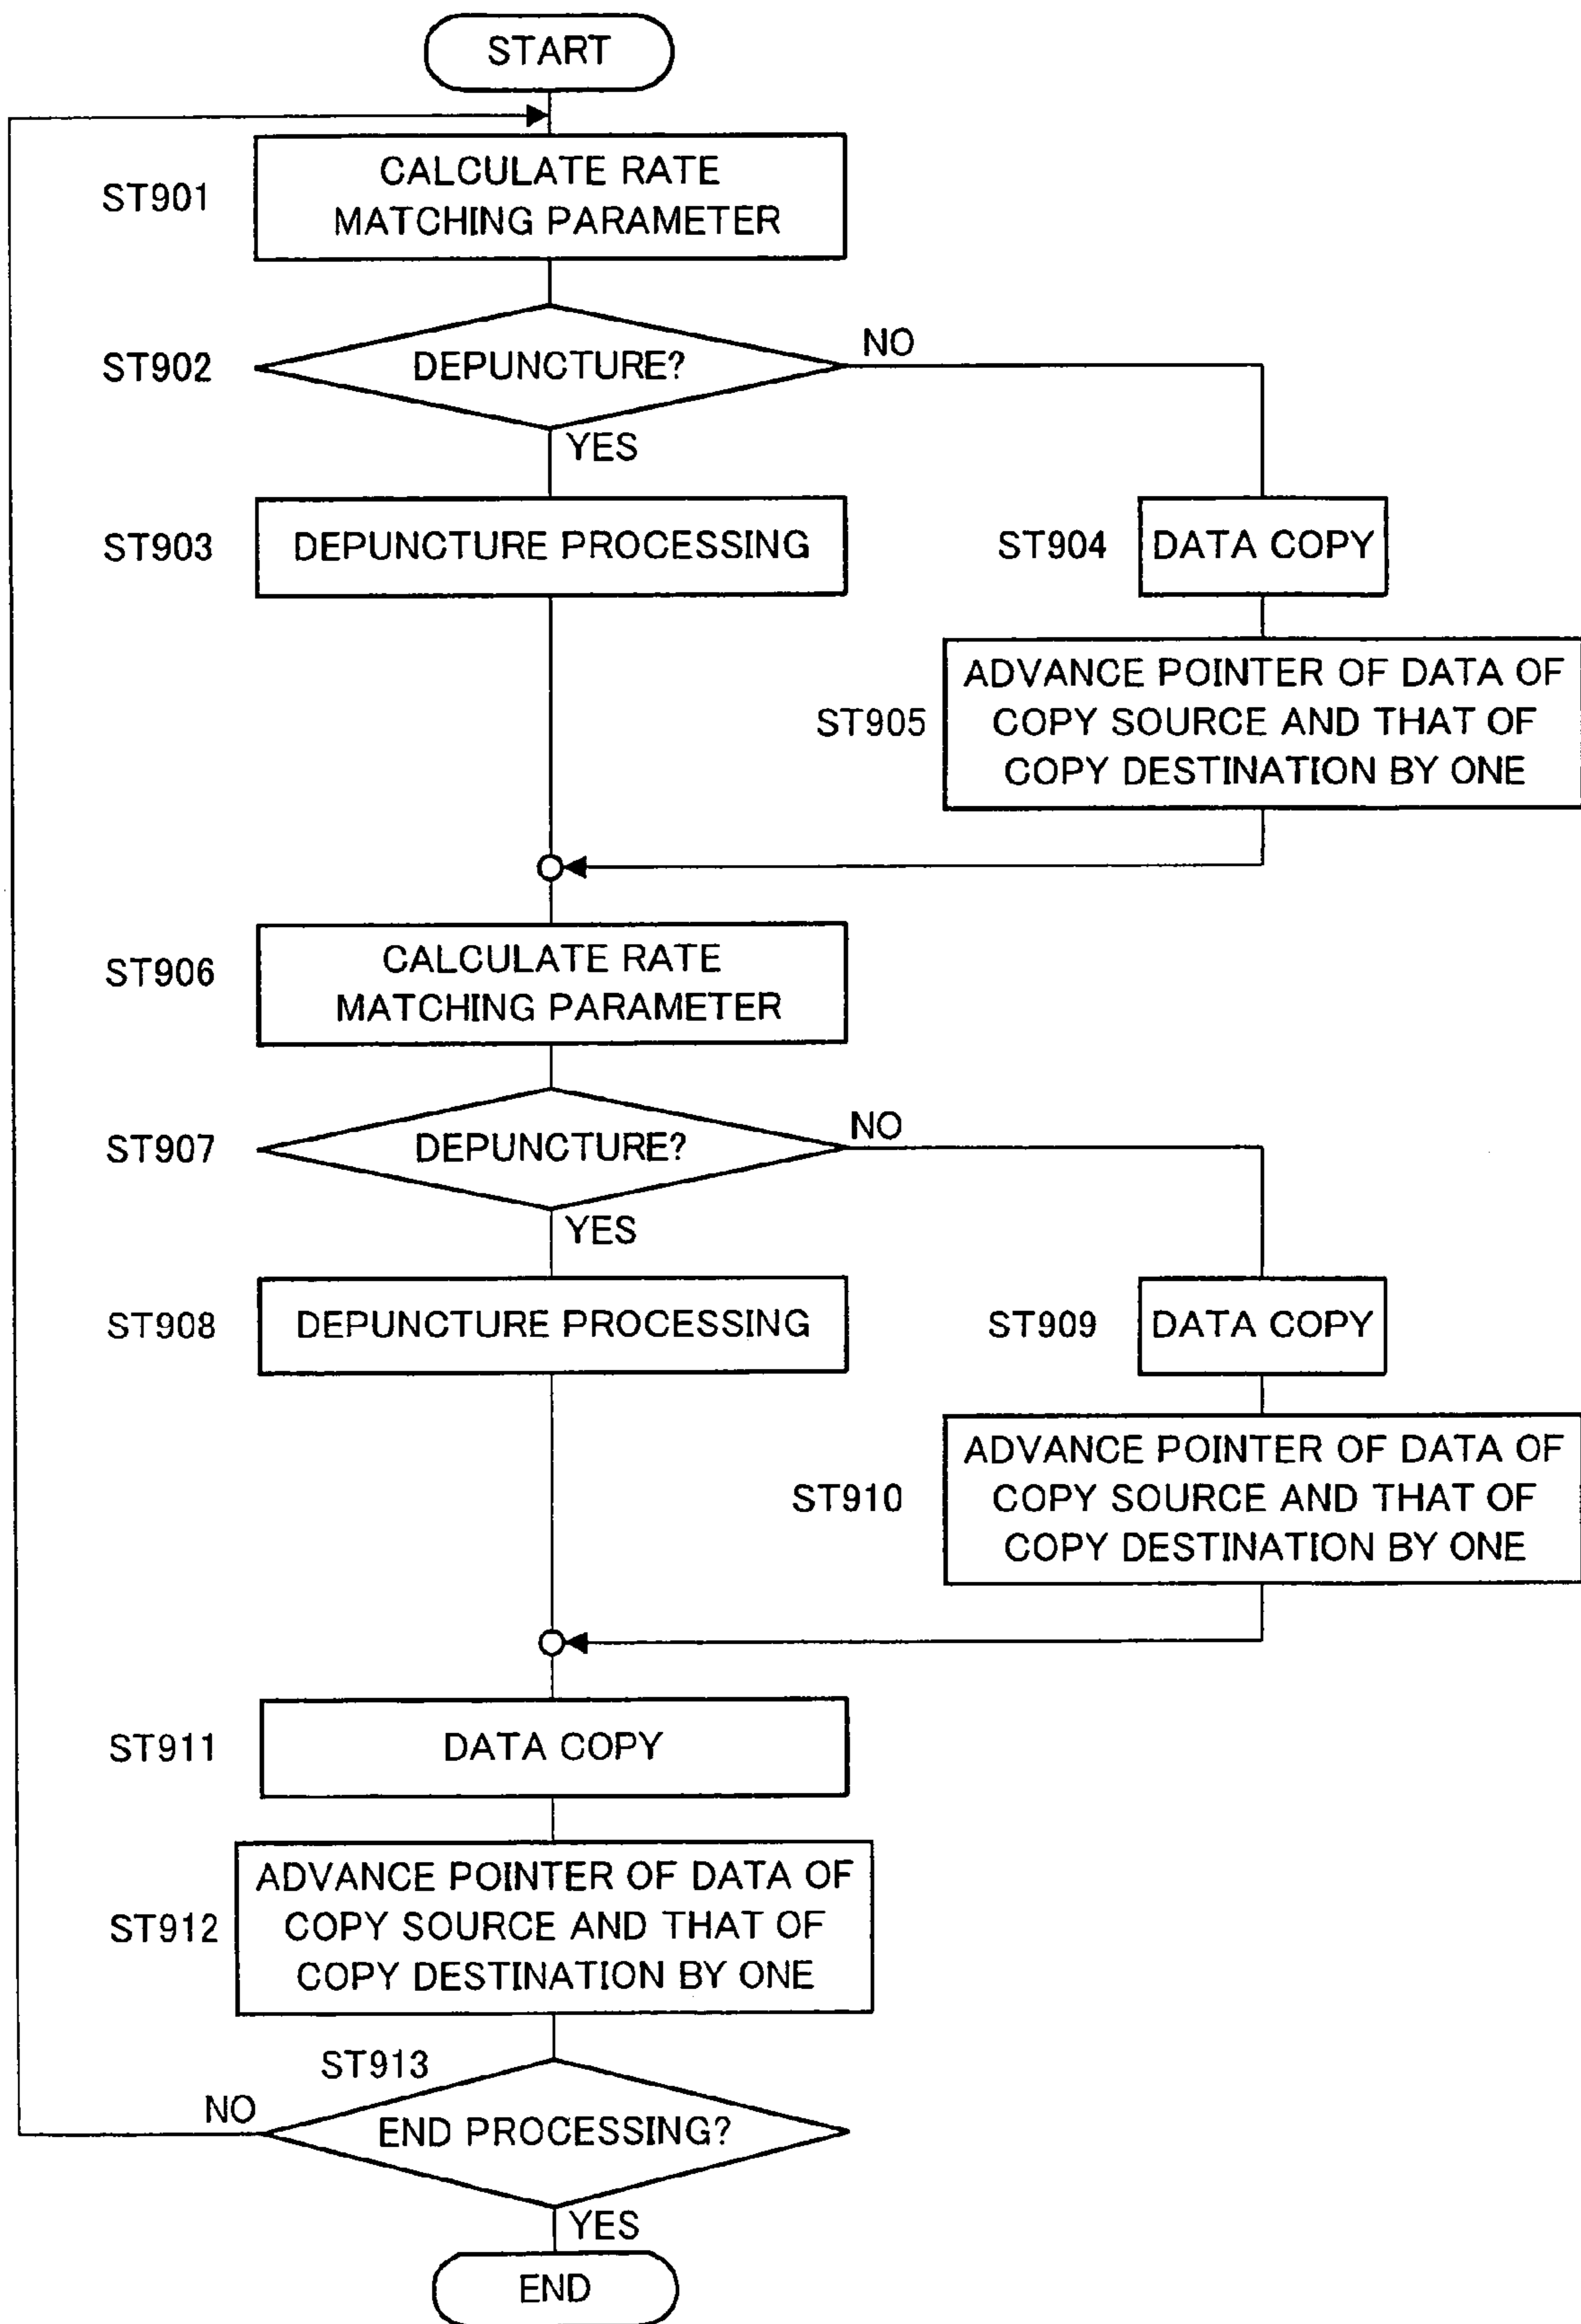 START
ST901
CALCULATE RATE
MATCHING PARAMETER
ST902
DEPUNCTURE?
NO
YES
ST903
DEPUNCTURE PROCESSING
ST904
DATA COPY
ST905
ADVANCE POINTER OF DATA OF
COPY SOURCE AND THAT OF
COPY DESTINATION BY ONE
ST906
CALCULATE RATE
MATCHING PARAMETER
ST907
DEPUNCTURE?
NO
YES
ST908
DEPUNCTURE PROCESSING
ST909
DATA COPY
ST910
ADVANCE POINTER OF DATA OF
COPY SOURCE AND THAT OF
COPY DESTINATION BY ONE
ST911
DATA COPY
ST912
ADVANCE POINTER OF DATA OF
COPY SOURCE AND THAT OF
COPY DESTINATION BY ONE
ST913
NO
END PROCESSING?
YES
END